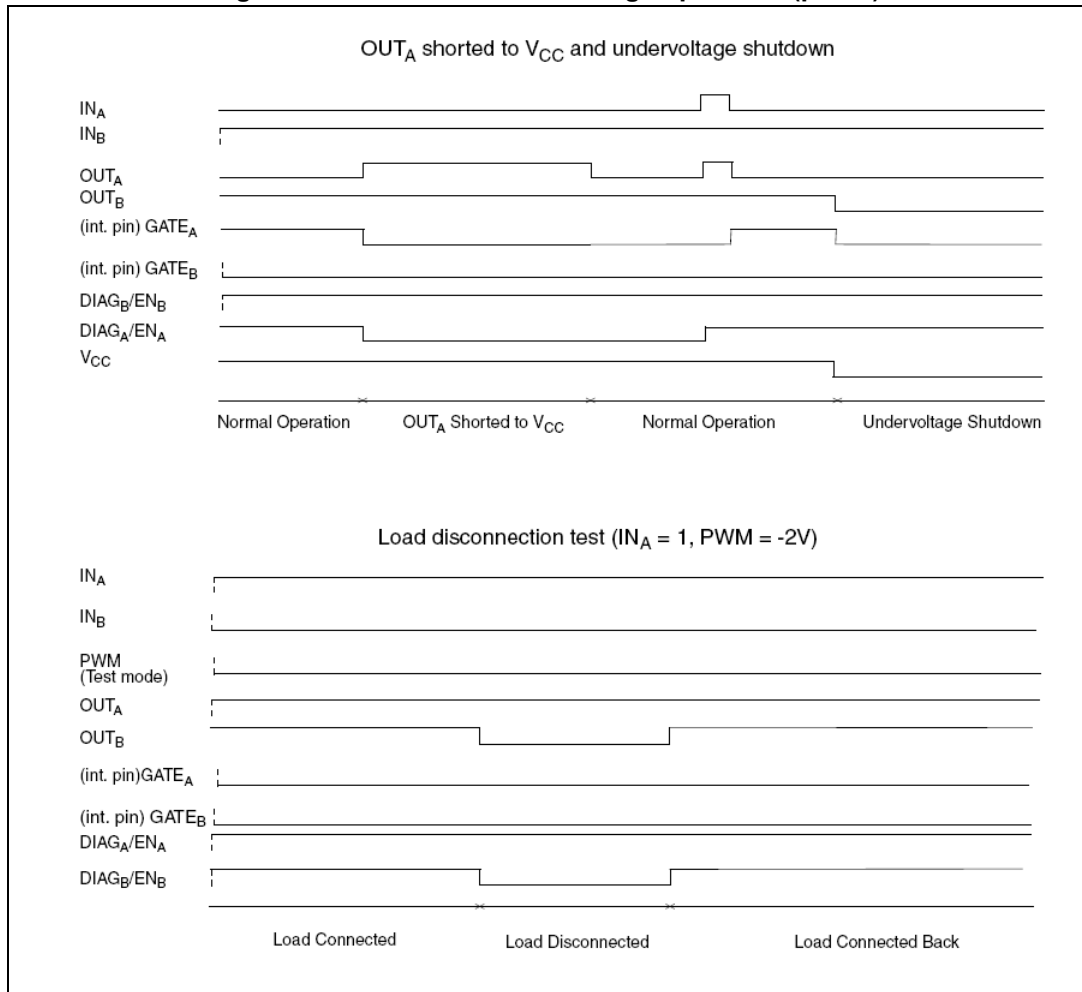 OUTA shorted to VCC and undervoltage shutdown
INA
INB
OUTA
OUTB
(int. pin) GATEA
(int. pin) GATEB
DIAGB/ENB
DIAGA/ENA
VCC
Normal Operation OUTA Shorted to VCC Normal Operation Undervoltage Shutdown
Load disconnection test (INA = 1, PWM = -2V)
INA
INB
PWM
(Test mode)
OUTA
OUTB
(int. pin)GATEA
(int. pin) GATEB
DIAGA/ENA
DIAGB/ENB
Load Connected Load Disconnected Load Connected Back